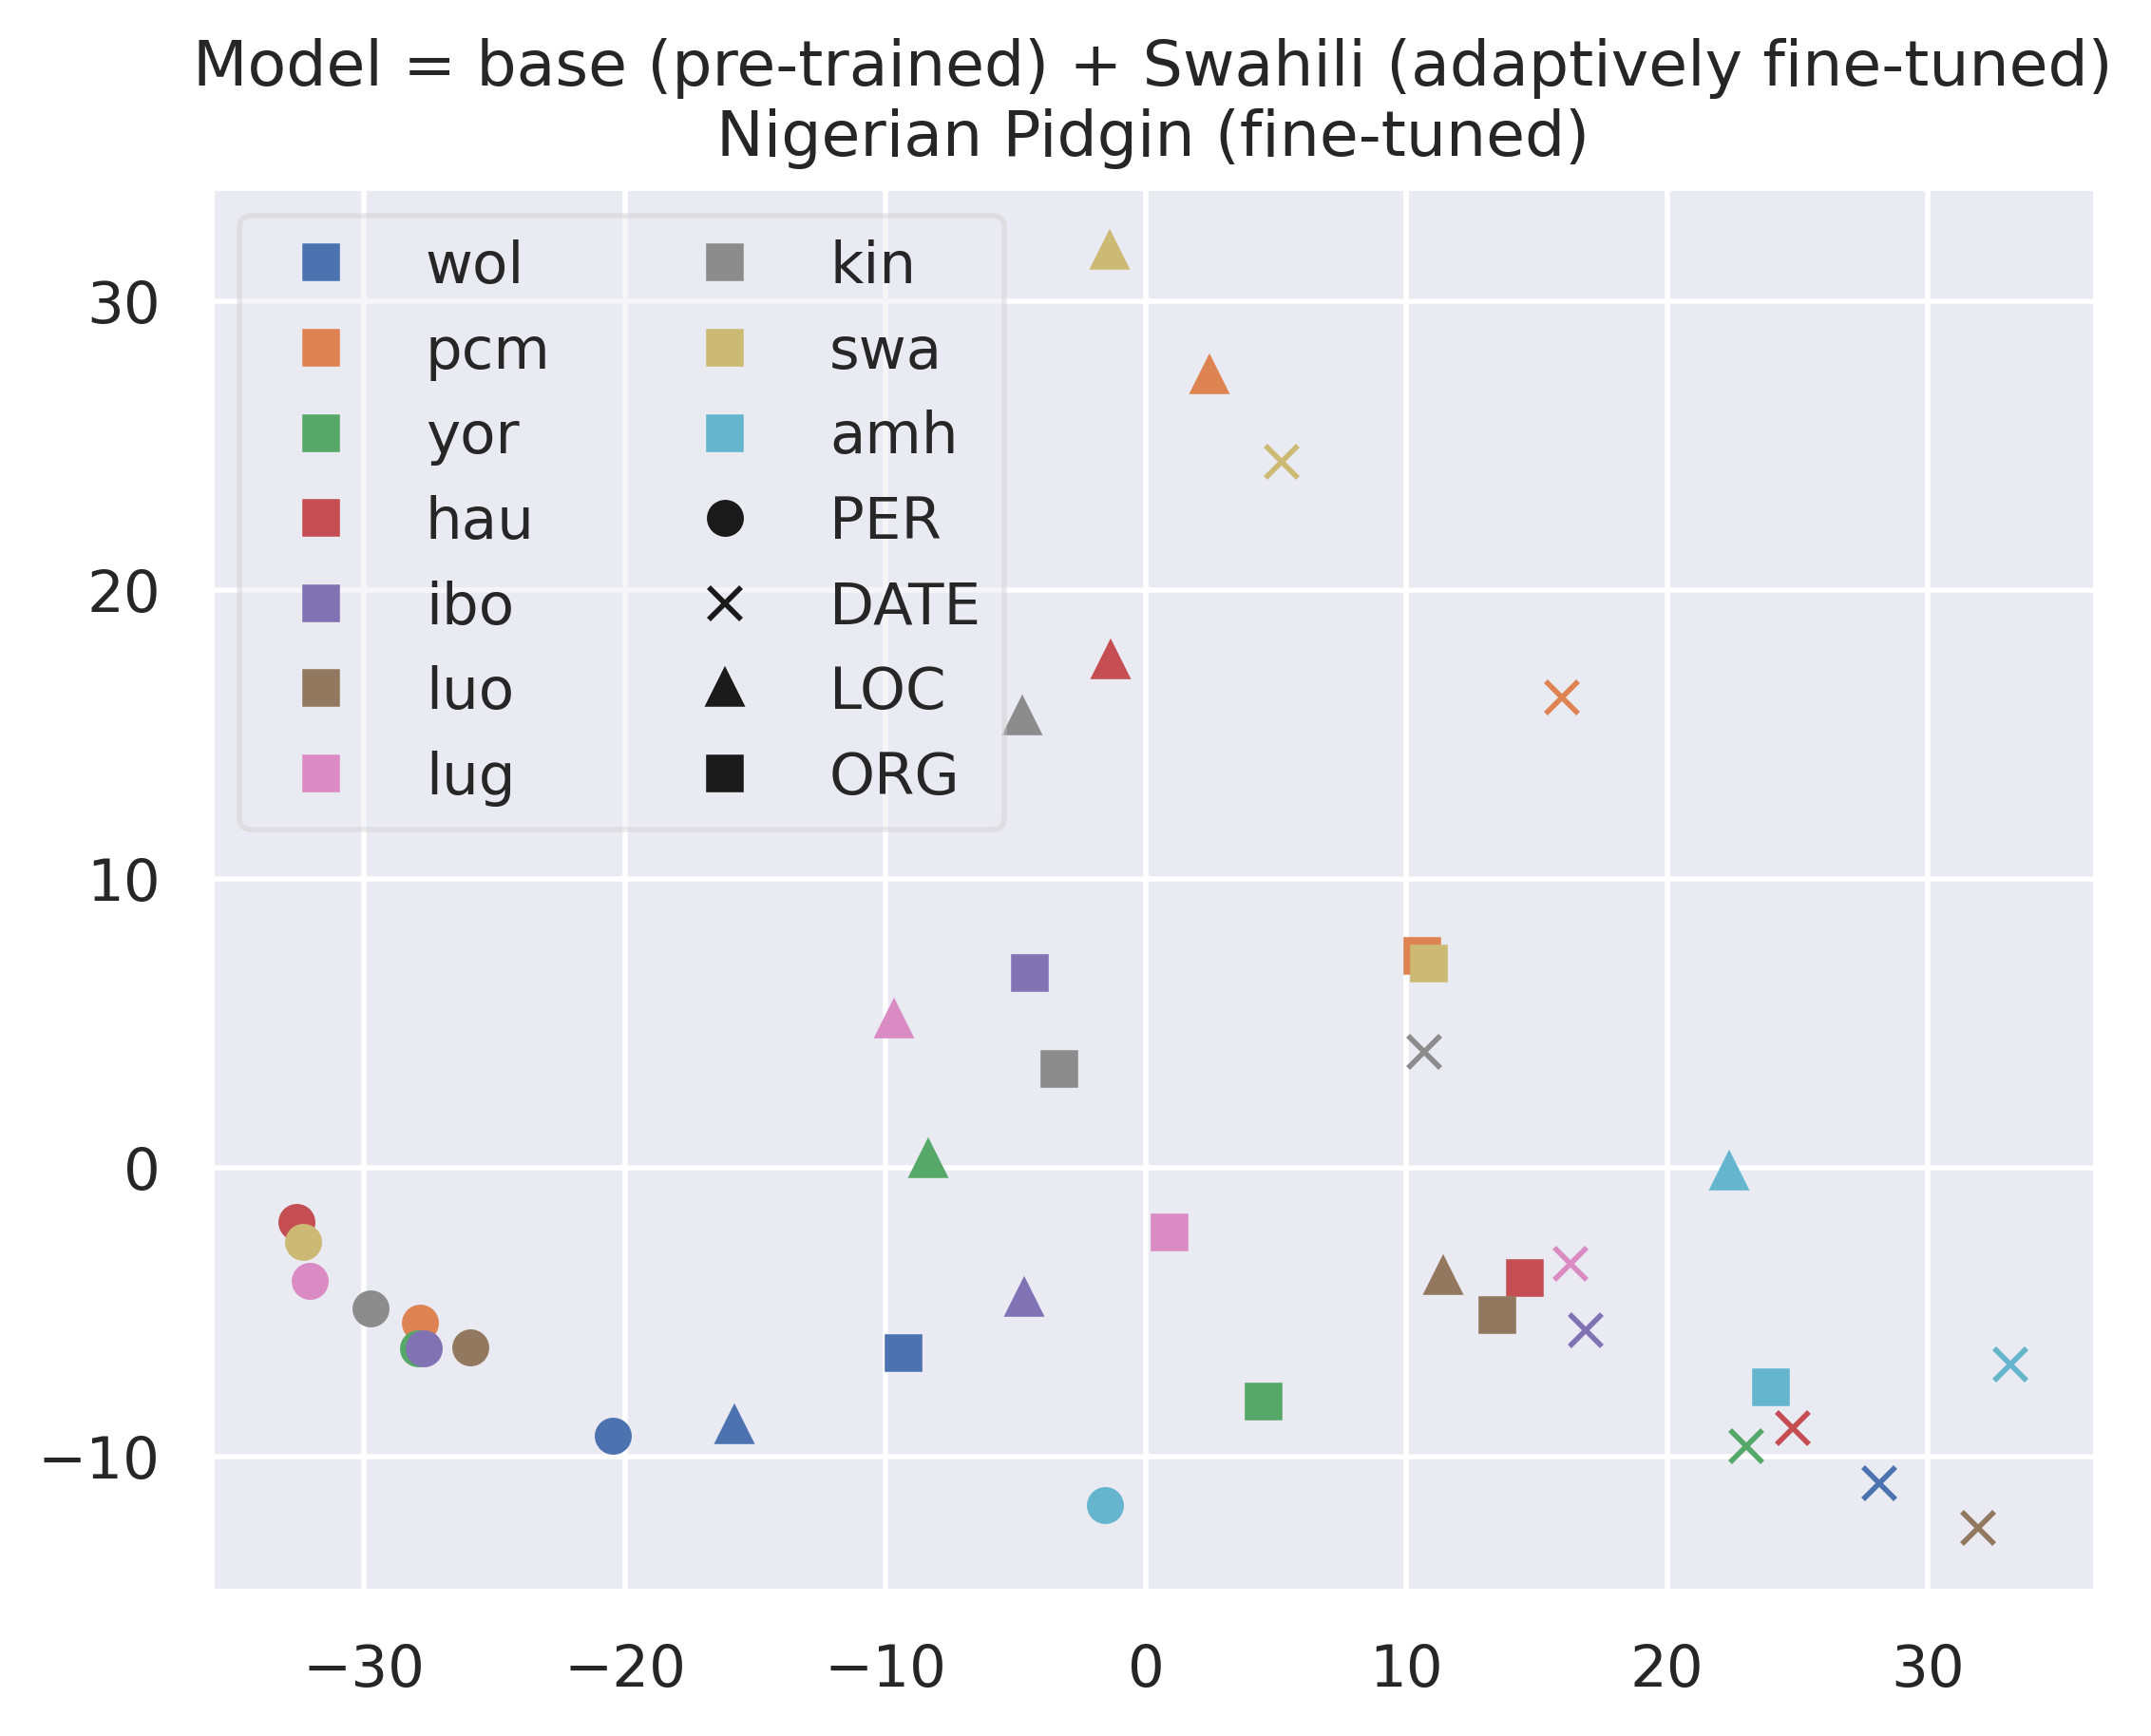 Model = base (pre-trained) + Swahili (adaptively fine-tuned)
Nigerian Pidgin (fine-tuned)
wol
pcm
yor
hau
ibo
luo
lug
kin
swa
amh
PER
DATE
LOC
ORG
30
20
10
0
−10
−30
−20
−10
0
10
20
30